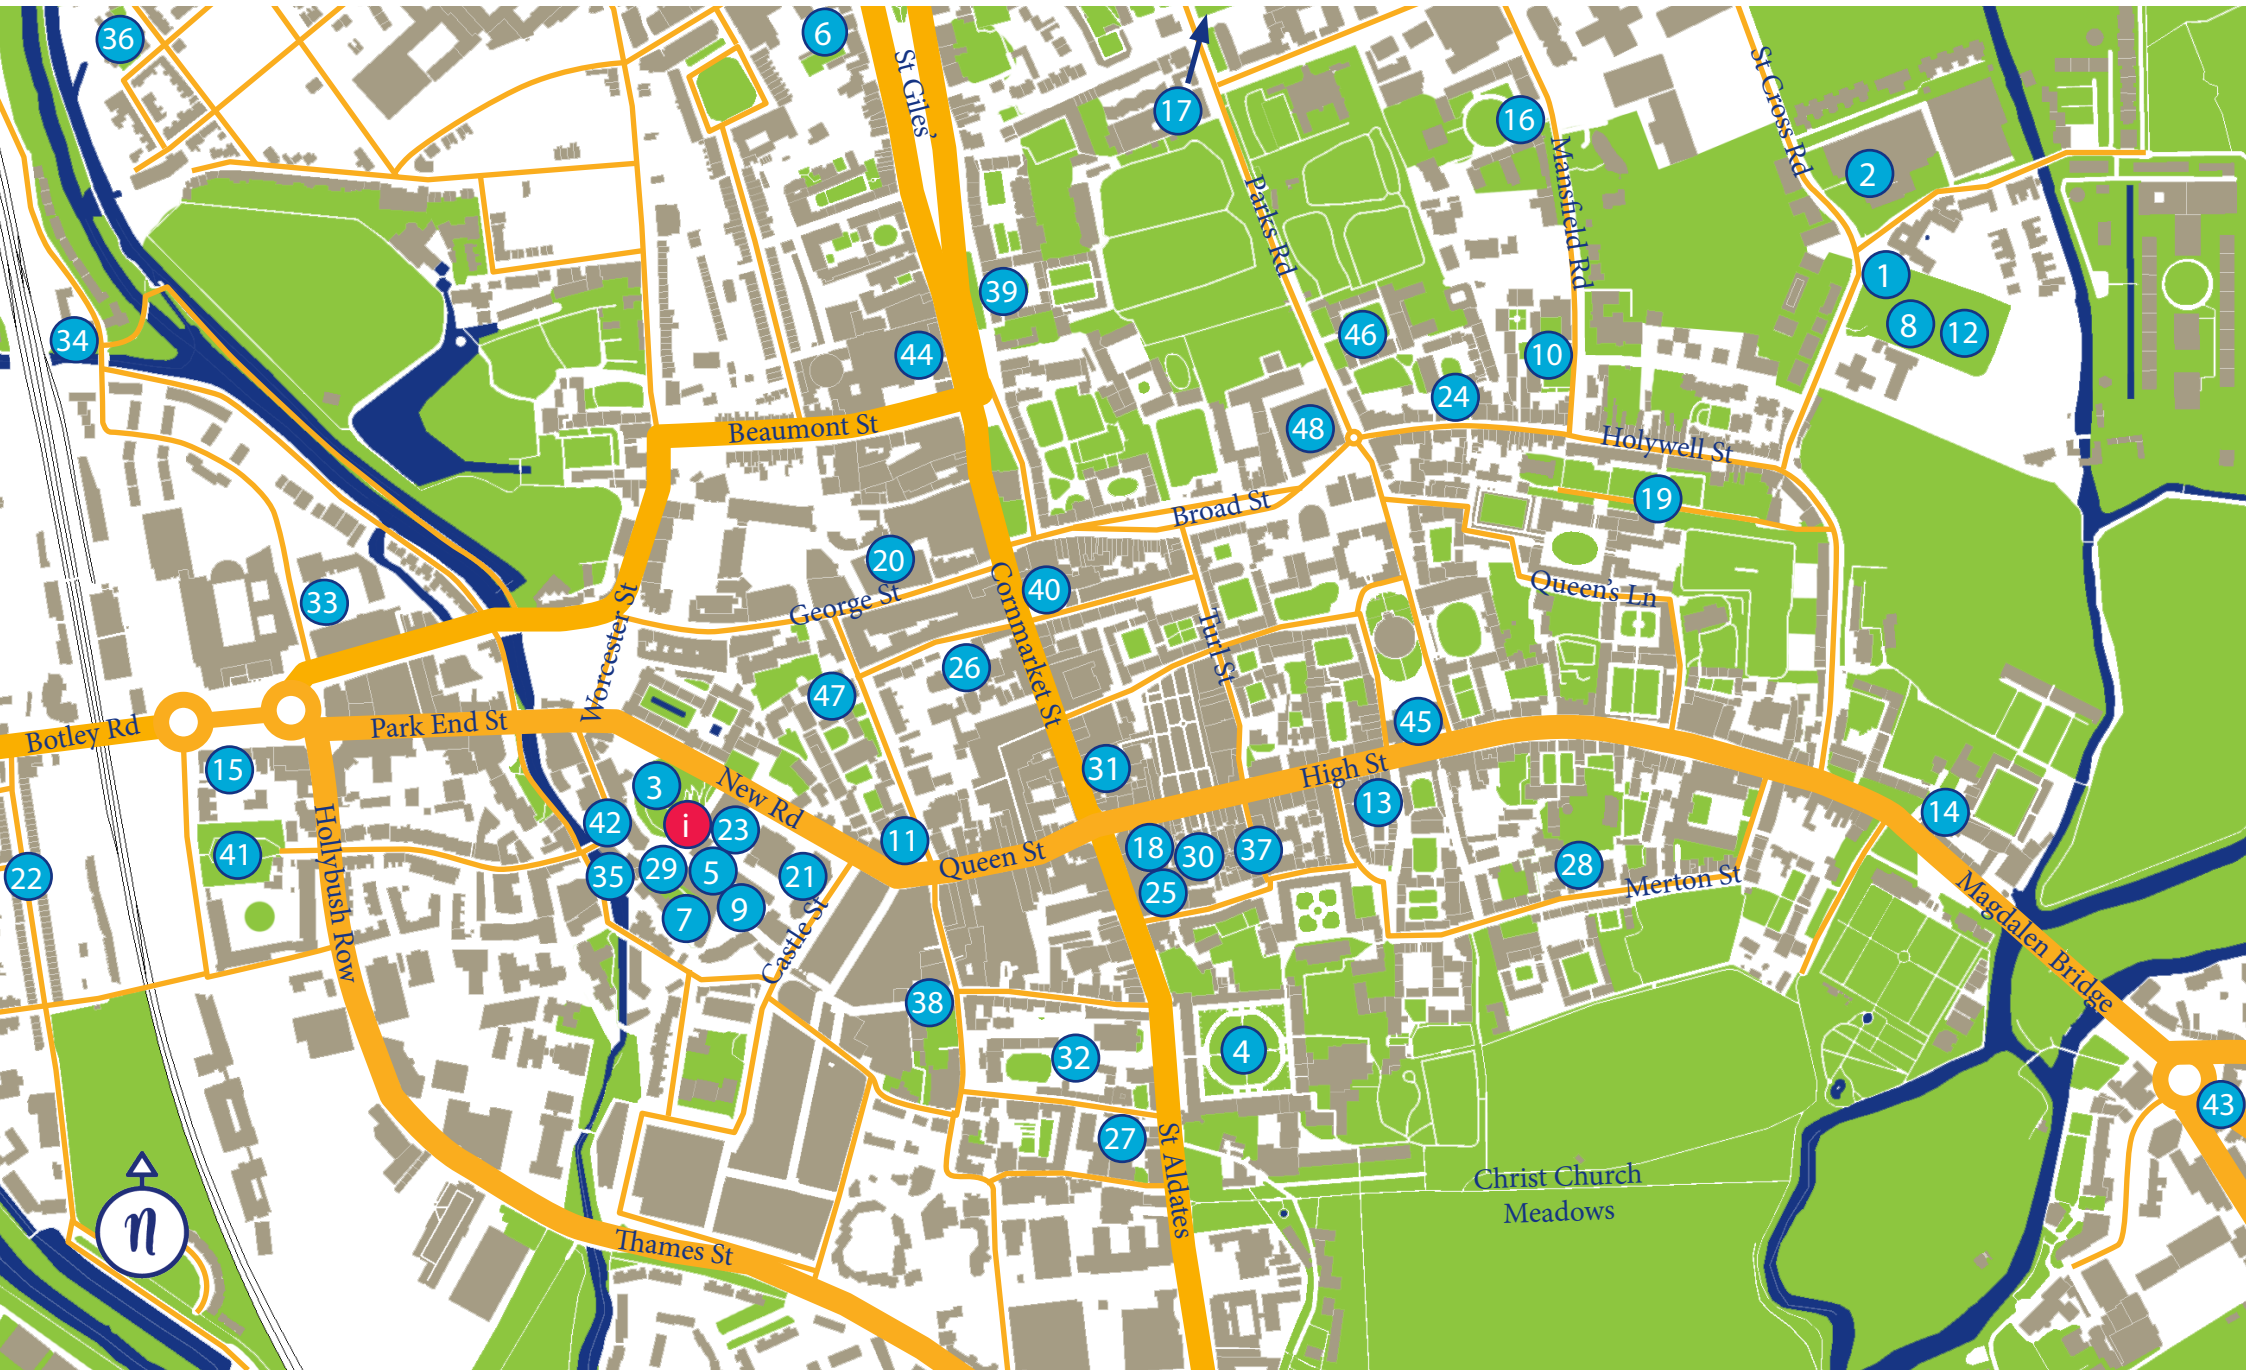 36
6
St Giles'
17
16
St Cross Rd
2
Parks Rd
Mansfield Rd
39
1
8
12
34
44
46
10
24
Beaumont St
48
Holywell St
19
Broad St
20
George St
Cornmarket St
40
Queen's Ln
33
Worcester St
Turl St
26
47
Botley Rd
Park End St
45
15
3
New Rd
31
High St
13
14
Hollybush Row
42
i
23
11
Queen St
18
30
37
41
22
35
29
5
21
25
28
Merton St
7
9
Castle St
Magdalen Bridge
38
32
4
43
27
St Aldates
Christ Church
Meadows
n
Thames St